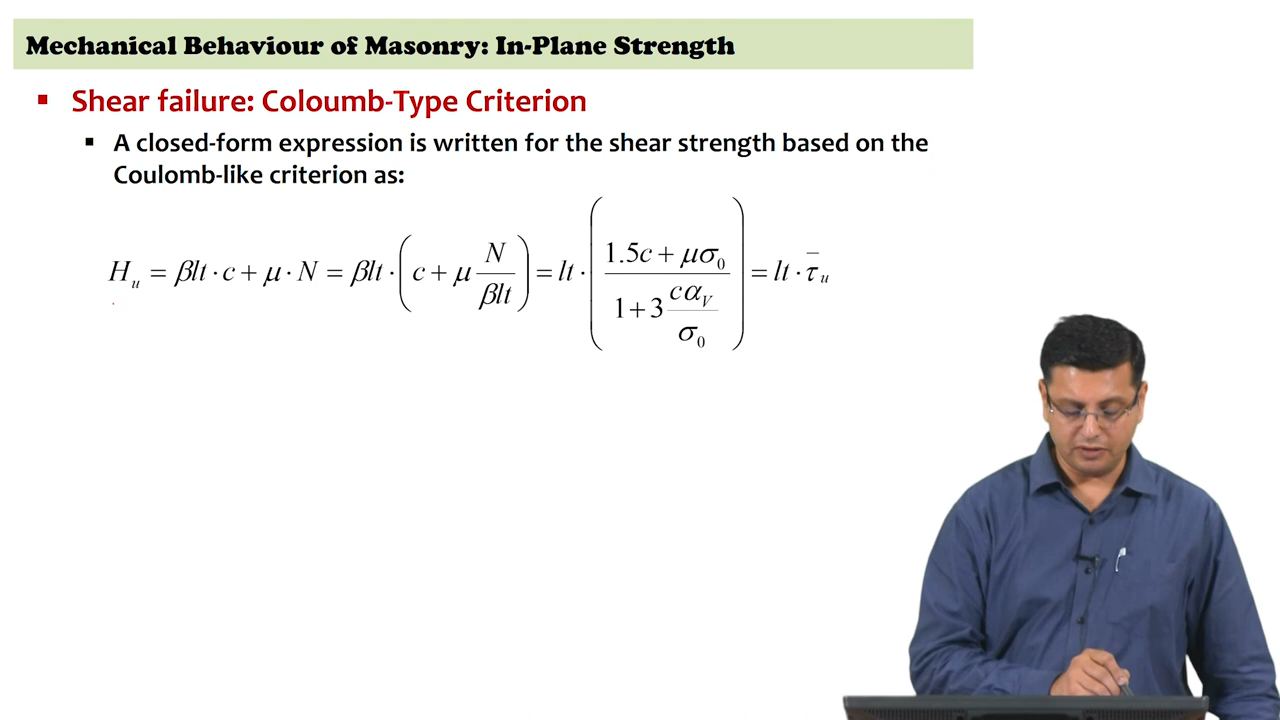 Mechanical Behaviour of Masonry: In-Plane Strength
▪ Shear failure: Coloumb-Type Criterion
▪ A closed-form expression is written for the shear strength based on the
Coulomb-like criterion as:
H_u = βlt · c + μ · N = βlt · (c + μ N/βlt) = lt · ((1.5c + μσ_0)/(1 + 3 cα_V/σ_0)) = lt · τ̄_u